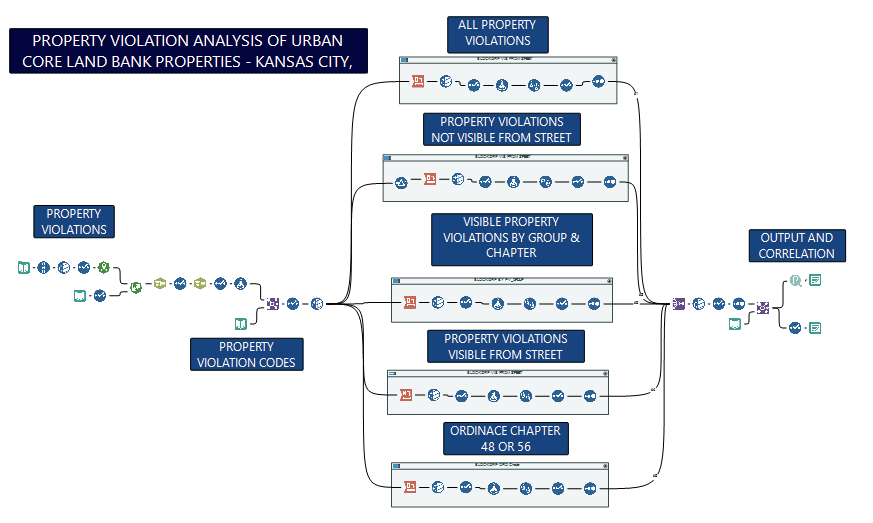 PROPERTY VIOLATION ANALYSIS OF URBAN
CORE LAND BANK PROPERTIES - KANSAS CITY,
ALL PROPERTY
VIOLATIONS
PROPERTY VIOLATIONS
NOT VISIBLE FROM STREET
VISIBLE PROPERTY
VIOLATIONS BY GROUP &
CHAPTER
PROPERTY
VIOLATIONS
OUTPUT AND
CORRELATION
PROPERTY VIOLATIONS
VISIBLE FROM STREET
PROPERTY
VIOLATION CODES
ORDINACE CHAPTER
48 OR 56